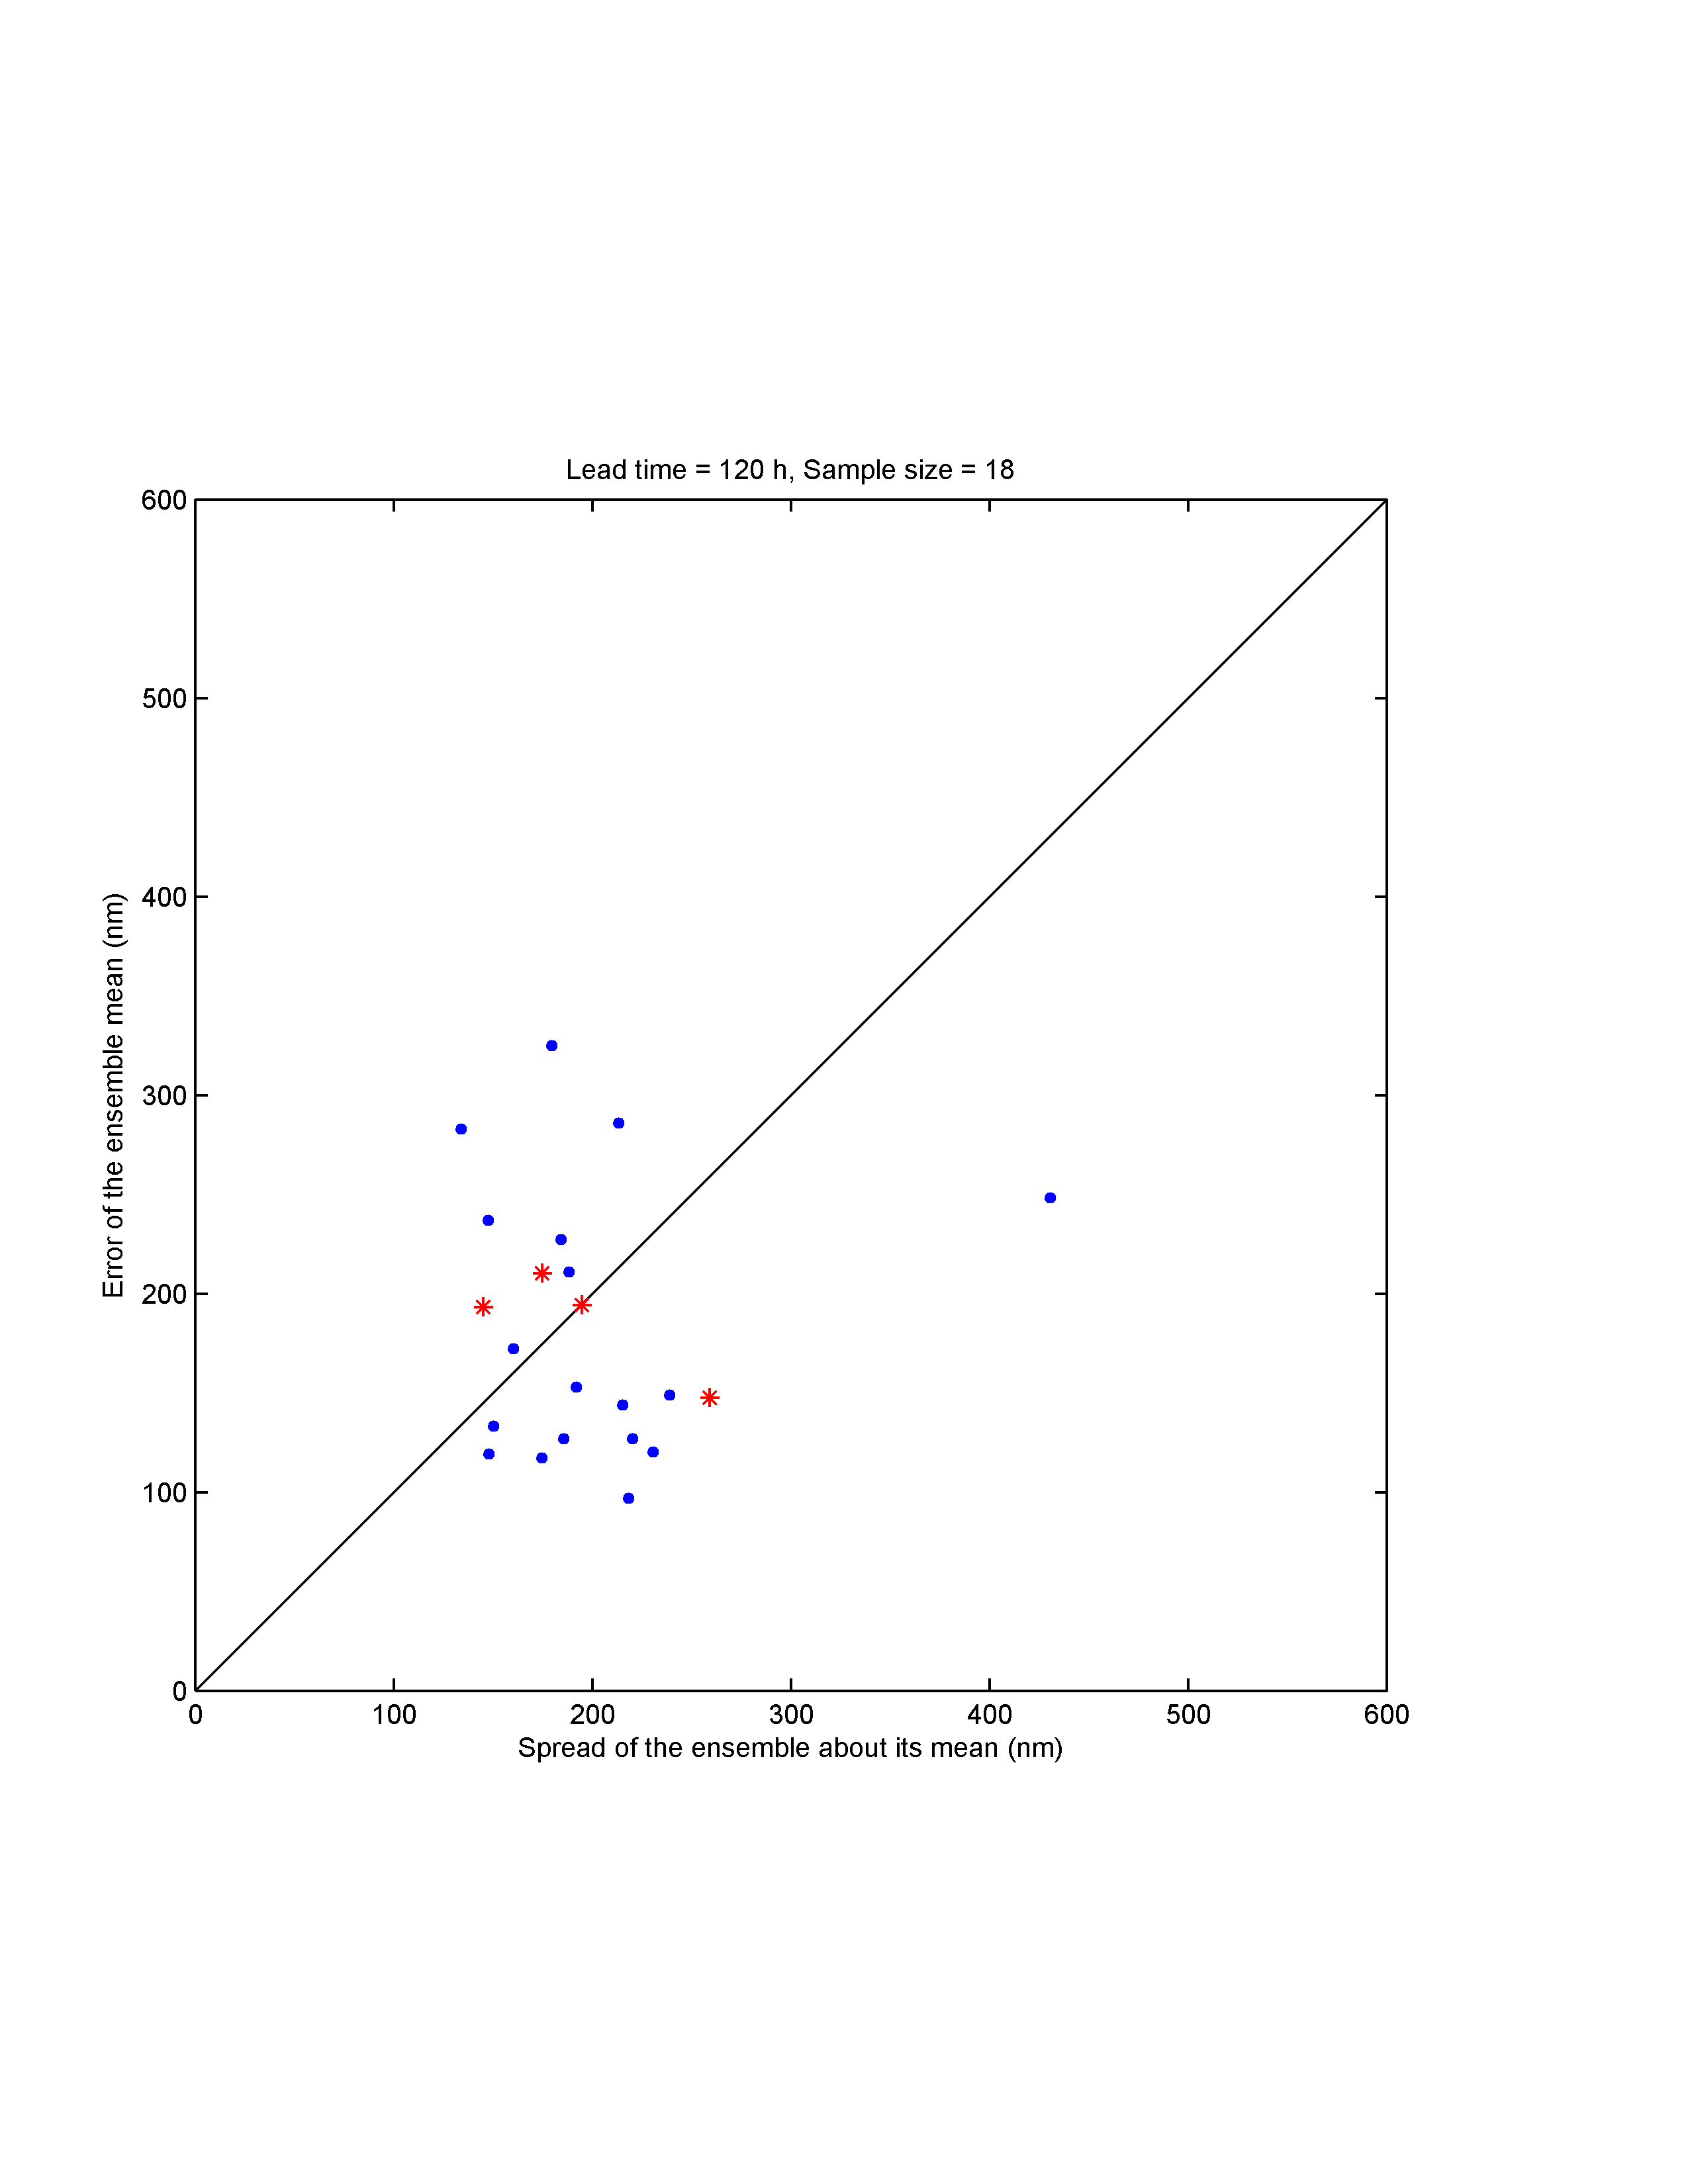 Lead time = 120 h, Sample size = 18
600
500
400
300
200
100
0
Error of the ensemble mean (nm)
0 100 200 300 400 500 600
Spread of the ensemble about its mean (nm)